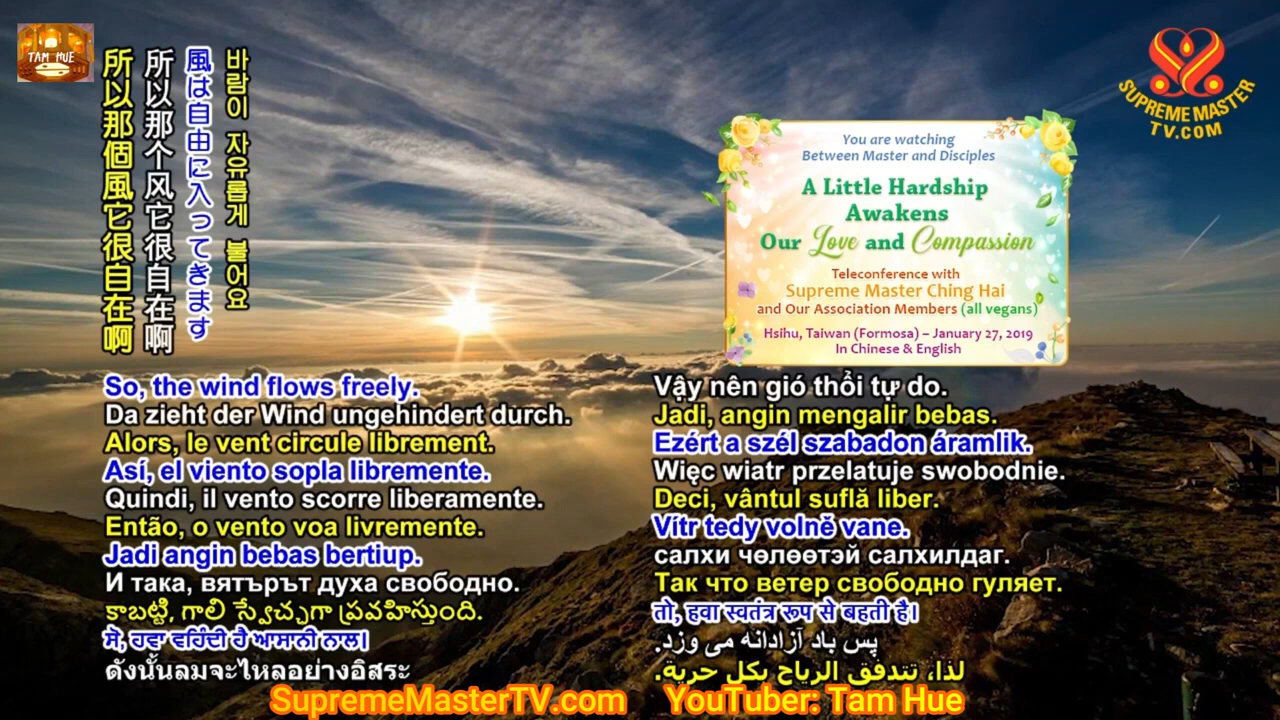 TAM HUE
所以那個風它很自在啊
所以那个风它很自在啊
風は自由に入ってきます
바람이 자유롭게 불어요
SUPREME MASTER
TV.COM
You are watching
Between Master and Disciples
A Little Hardship
Awakens
Our Love and Compassion
Teleconference with
Supreme Master Ching Hai
and Our Association Members (all vegans)
Hsihu, Taiwan (Formosa) – January 27, 2019
In Chinese & English
So, the wind flows freely.
Da zieht der Wind ungehindert durch.
Alors, le vent circule librement.
Así, el viento sopla libremente.
Quindi, il vento scorre liberamente.
Então, o vento voa livremente.
Jadi angin bebas bertiup.
И така, вятърът духа свободно.
కాబట్టి, గాలి స్వేచ్ఛగా ప్రవహిస్తుంది.
ਸੋ, ਹਵਾ ਵਹਿੰਦੀ ਹੈ ਆਸਾਨੀ ਨਾਲ।
ดังนั้นลมจะไหลอย่างอิสระ
Vậy nên gió thổi tự do.
Jadi, angin mengalir bebas.
Ezért a szél szabadon áramlik.
Więc wiatr przelatuje swobodnie.
Deci, vântul suflă liber.
Vítr tedy volně vane.
салхи чөлөөтэй салхилдаг.
Так что ветер свободно гуляет.
तो, हवा स्वतंत्र रूप से बहती है।
پس باد آزادانه می وزد.
لذا، تتدفق الرياح بكل حرية.
SupremeMasterTV.com YouTuber: Tam Hue